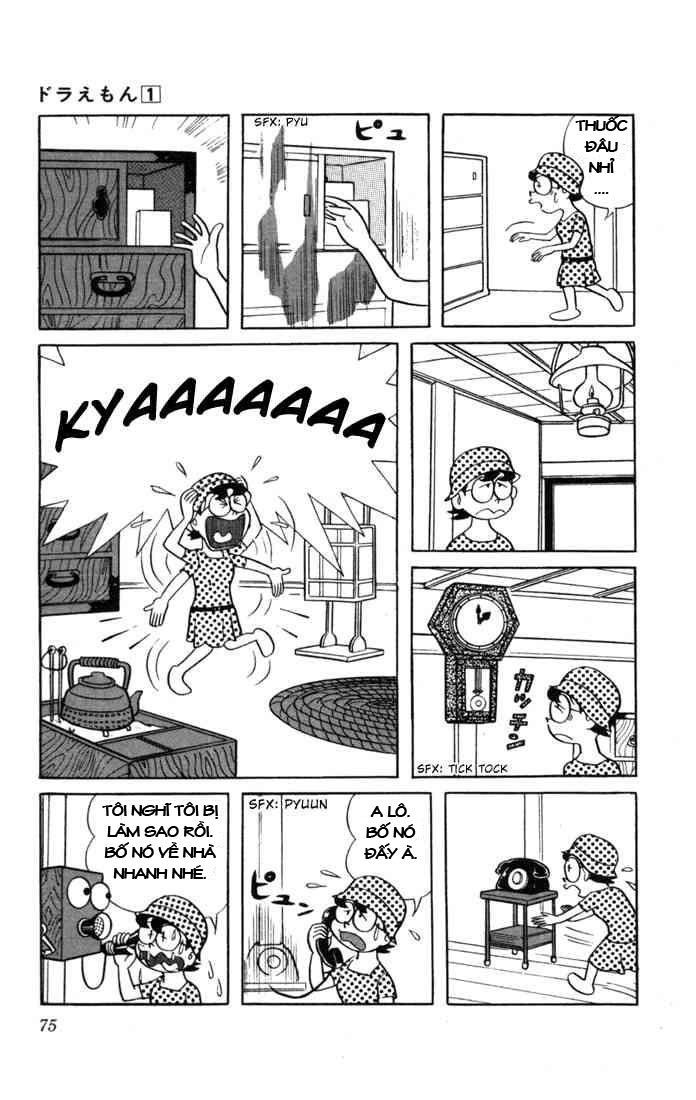 ドラえもん1
THUỐC
ĐÂU
NHỈ
....
SFX: PYU
ピュ
KYAAAAAAA
カッチン
SFX: TICK TOCK
A LÔ.
BỐ NÓ
ĐẤY À.
SFX: PYUUN
ピュン
TÔI NGHĨ TÔI BỊ
LÀM SAO RỒI.
BỐ NÓ VỀ NHÀ
NHANH NHÉ.
75